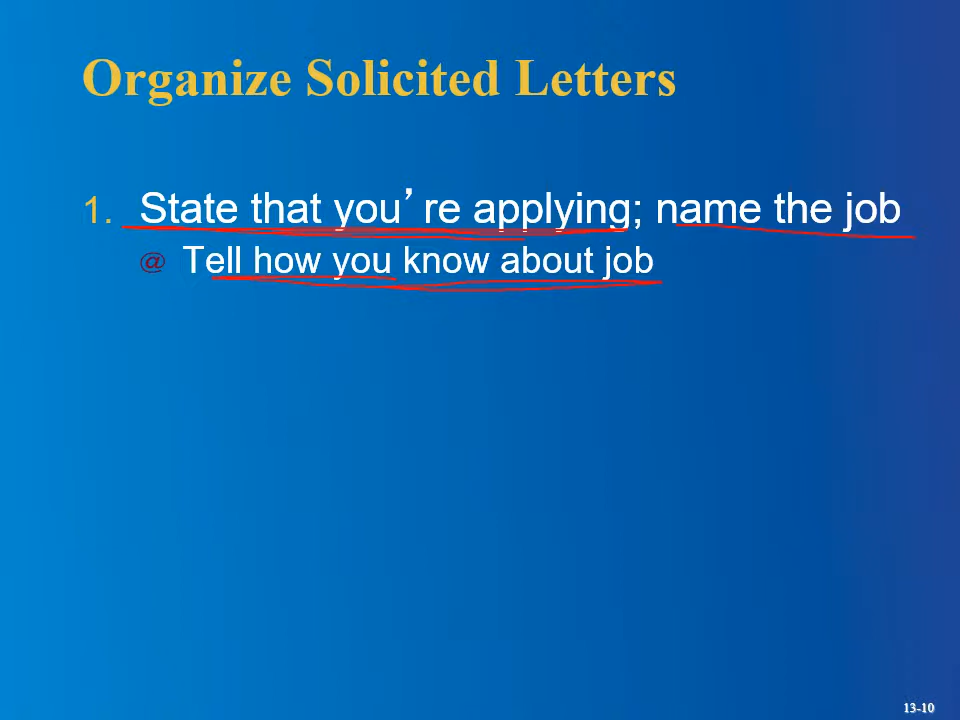 Organize Solicited Letters
1. State that you’re applying; name the job
@ Tell how you know about job
13-10